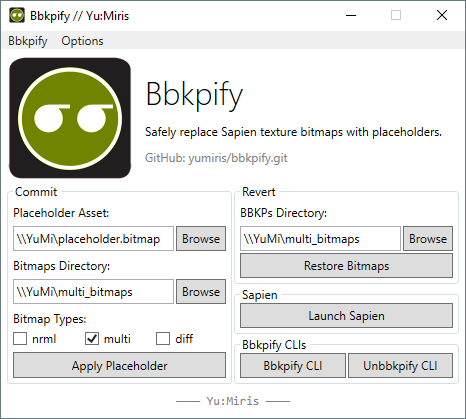 Bbkpify // Yu:Miris
Bbkpify Options
Bbkpify
Safely replace Sapien texture bitmaps with placeholders.
GitHub: yumiris/bbkpify.git
Commit
Placeholder Asset:
\\YuMi\placeholder.bitmap Browse
Bitmaps Directory:
\\YuMi\multi_bitmaps Browse
Bitmap Types:
nrml multi diff
Apply Placeholder
Revert
BBKPs Directory:
\\YuMi\multi_bitmaps Browse
Restore Bitmaps
Sapien
Launch Sapien
Bbkpify CLIs
Bbkpify CLI Unbbkpify CLI
Yu:Miris